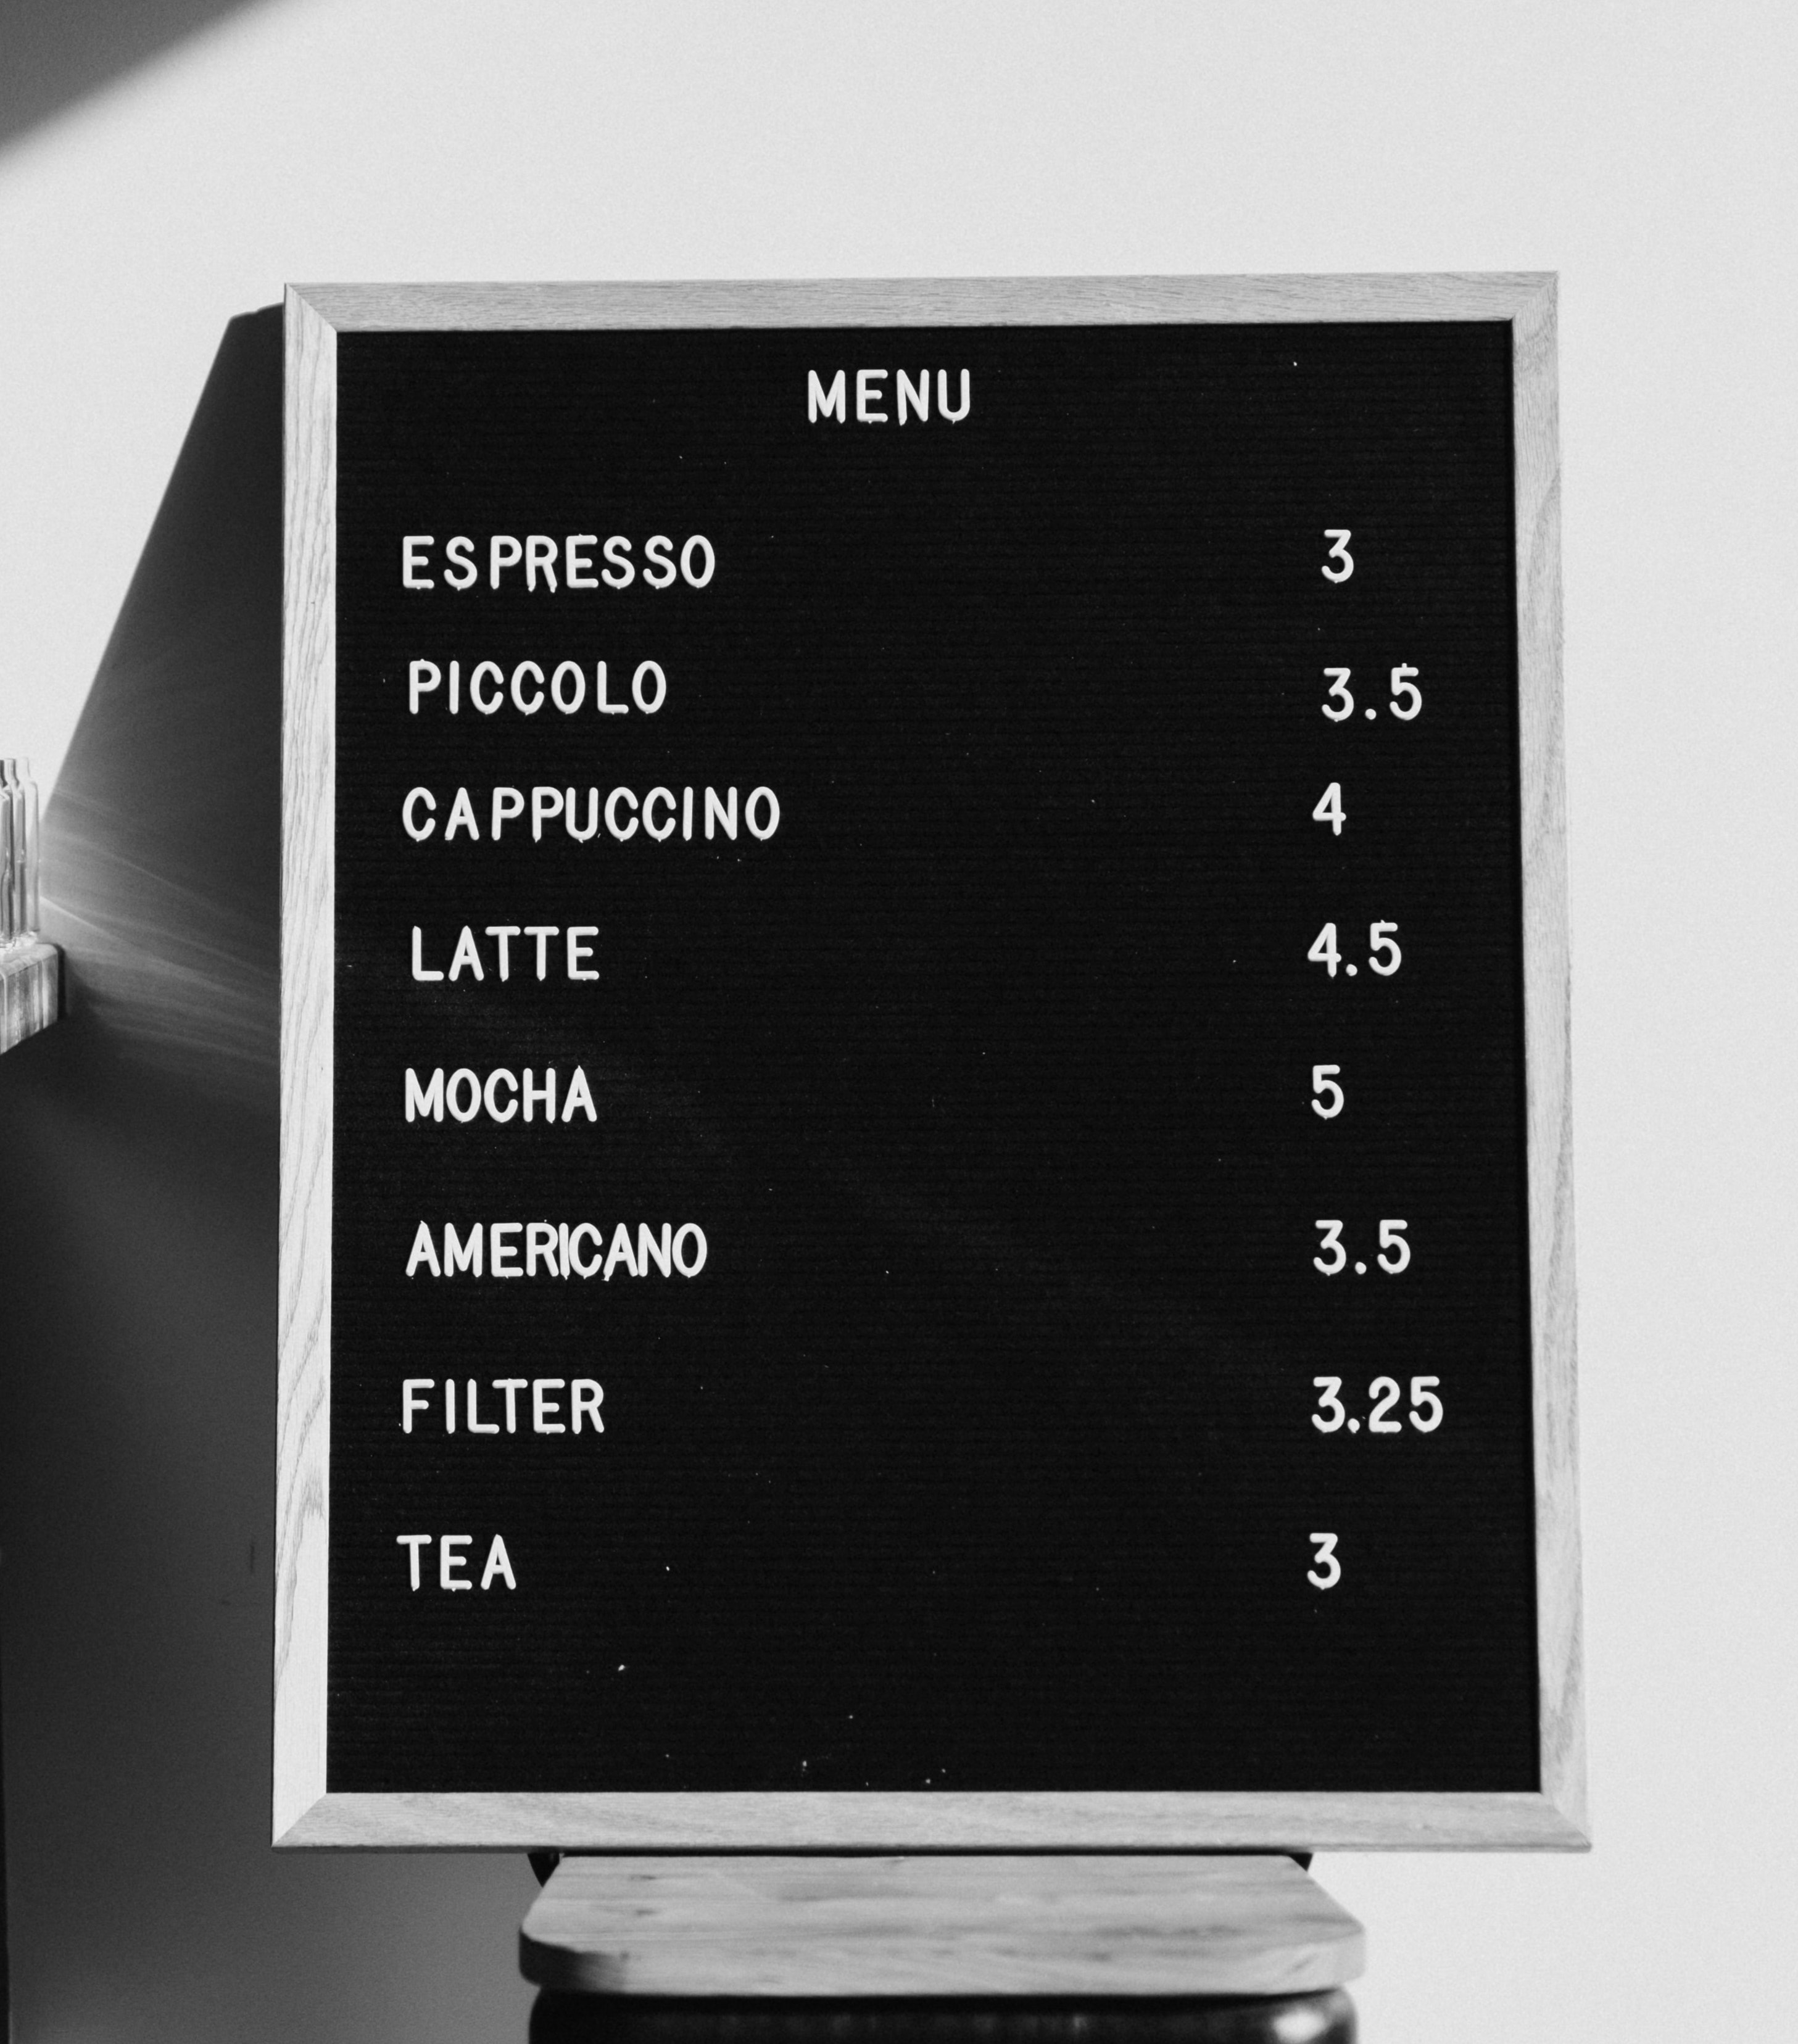 MENU
ESPRESSO 3
PICCOLO 3.5
CAPPUCCINO 4
LATTE 4.5
MOCHA 5
AMERICANO 3.5
FILTER 3.25
TEA 3